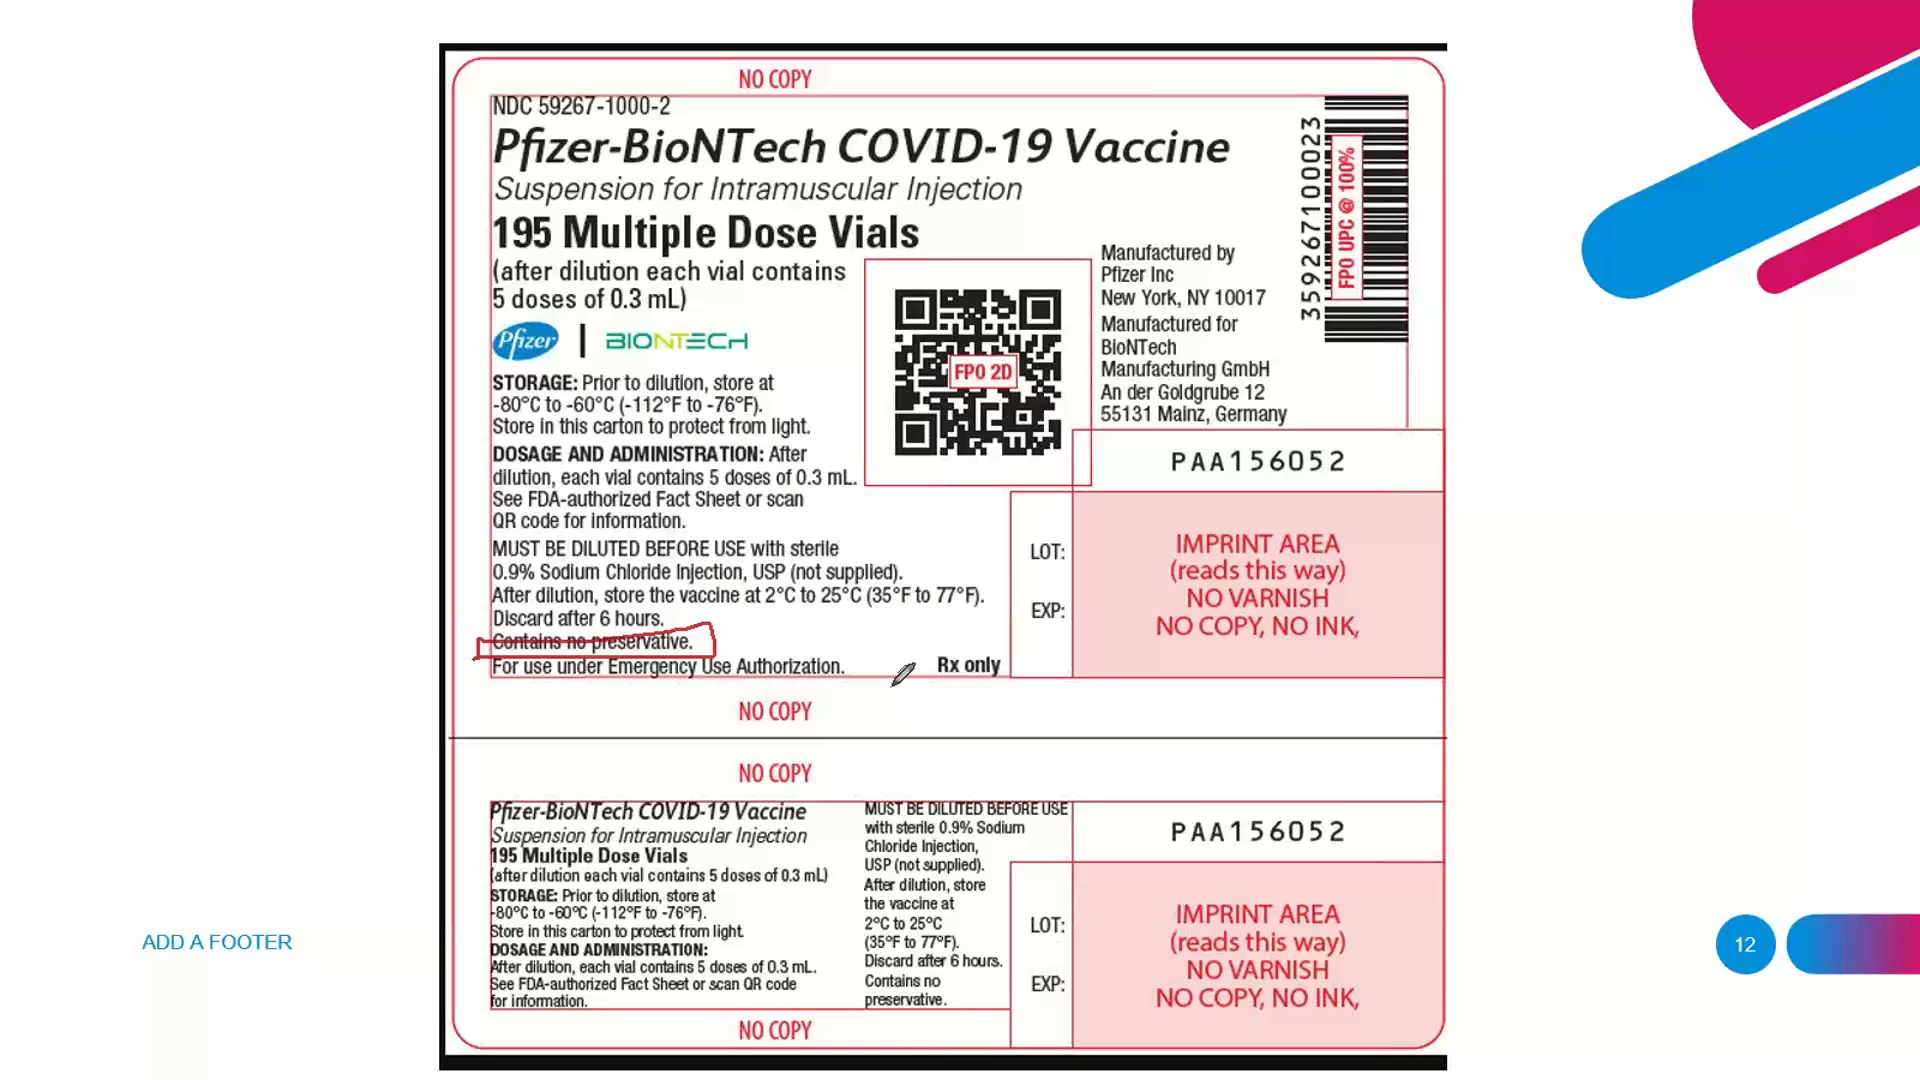 NO COPY
NDC 59267-1000-2
Pfizer-BioNTech COVID-19 Vaccine
Suspension for Intramuscular Injection
195 Multiple Dose Vials
(after dilution each vial contains
5 doses of 0.3 mL)
Pfizer | BIONTECH
STORAGE: Prior to dilution, store at
-80°C to -60°C (-112°F to -76°F).
Store in this carton to protect from light.
DOSAGE AND ADMINISTRATION: After
dilution, each vial contains 5 doses of 0.3 mL.
See FDA-authorized Fact Sheet or scan
QR code for information.
MUST BE DILUTED BEFORE USE with sterile
0.9% Sodium Chloride Injection, USP (not supplied).
After dilution, store the vaccine at 2°C to 25°C (35°F to 77°F).
Discard after 6 hours.
Contains no preservative.
For use under Emergency Use Authorization.
Rx only
FPO 2D
Manufactured by
Pfizer Inc
New York, NY 10017
Manufactured for
BioNTech
Manufacturing GmbH
An der Goldgrube 12
55131 Mainz, Germany
359267100023
FPO UPC @ 100%
PAA156052
LOT:
EXP:
IMPRINT AREA
(reads this way)
NO VARNISH
NO COPY, NO INK,
NO COPY
NO COPY
Pfizer-BioNTech COVID-19 Vaccine
Suspension for Intramuscular Injection
195 Multiple Dose Vials
(after dilution each vial contains 5 doses of 0.3 mL)
STORAGE: Prior to dilution, store at
-80°C to -60°C (-112°F to -76°F).
Store in this carton to protect from light.
DOSAGE AND ADMINISTRATION:
After dilution, each vial contains 5 doses of 0.3 mL.
See FDA-authorized Fact Sheet or scan QR code
for information.
MUST BE DILUTED BEFORE USE
with sterile 0.9% Sodium
Chloride Injection,
USP (not supplied).
After dilution, store
the vaccine at
2°C to 25°C
(35°F to 77°F).
Discard after 6 hours.
Contains no
preservative.
PAA156052
LOT:
EXP:
IMPRINT AREA
(reads this way)
NO VARNISH
NO COPY, NO INK,
NO COPY
ADD A FOOTER
12